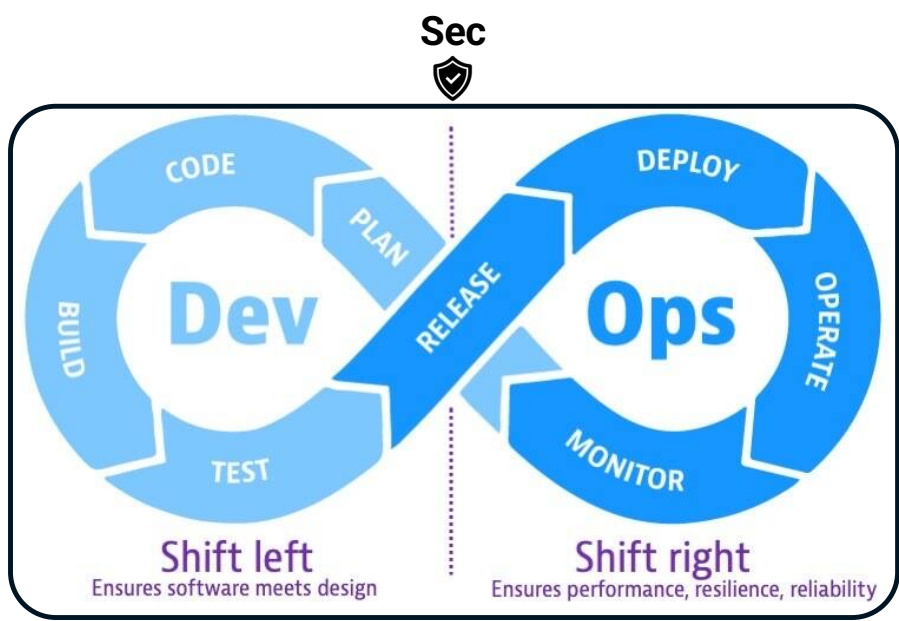 Sec
CODE
PLAN
BUILD
Dev
TEST
RELEASE
DEPLOY
OPERATE
Ops
MONITOR
Shift left
Ensures software meets design
Shift right
Ensures performance, resilience, reliability